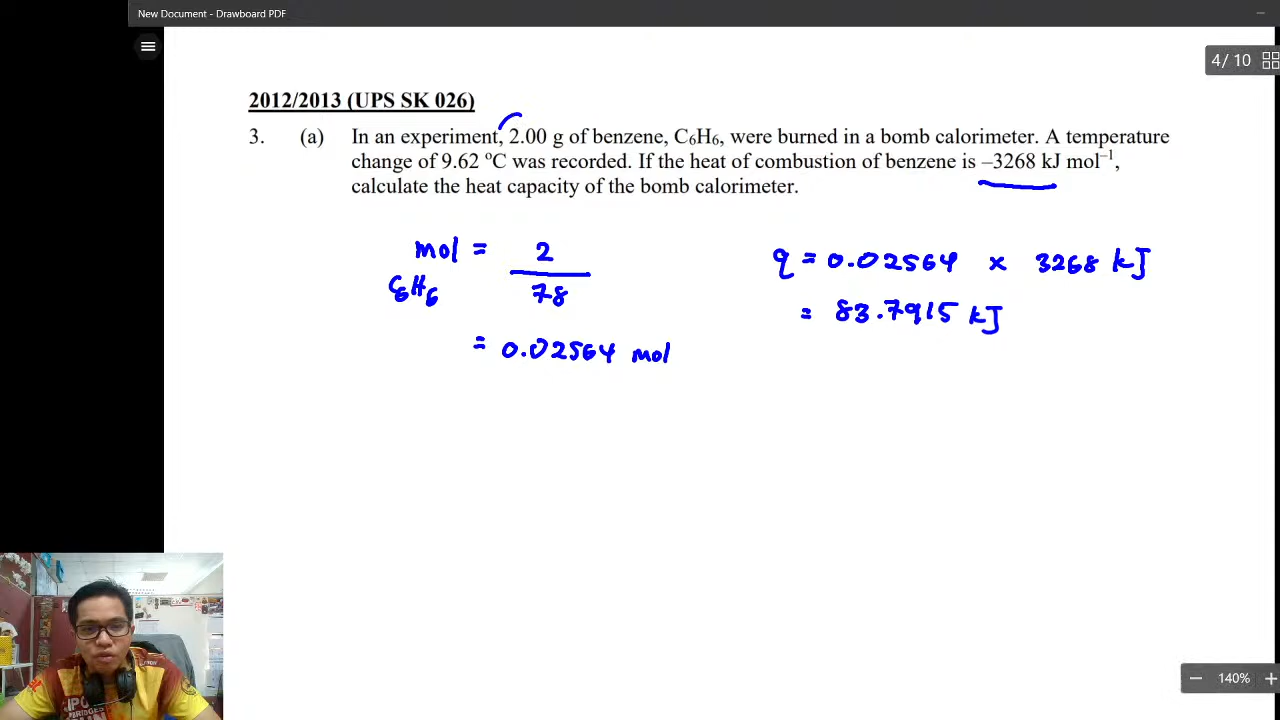 New Document - Drawboard PDF
4 / 10
2012/2013 (UPS SK 026)
3. (a) In an experiment, 2.00 g of benzene, C₆H₆, were burned in a bomb calorimeter. A temperature
change of 9.62 °C was recorded. If the heat of combustion of benzene is –3268 kJ mol⁻¹,
calculate the heat capacity of the bomb calorimeter.
mol = 2
C₆H₆ 78
= 0.02564 mol
q = 0.02564 × 3268 kJ
= 83.7915 kJ
140%